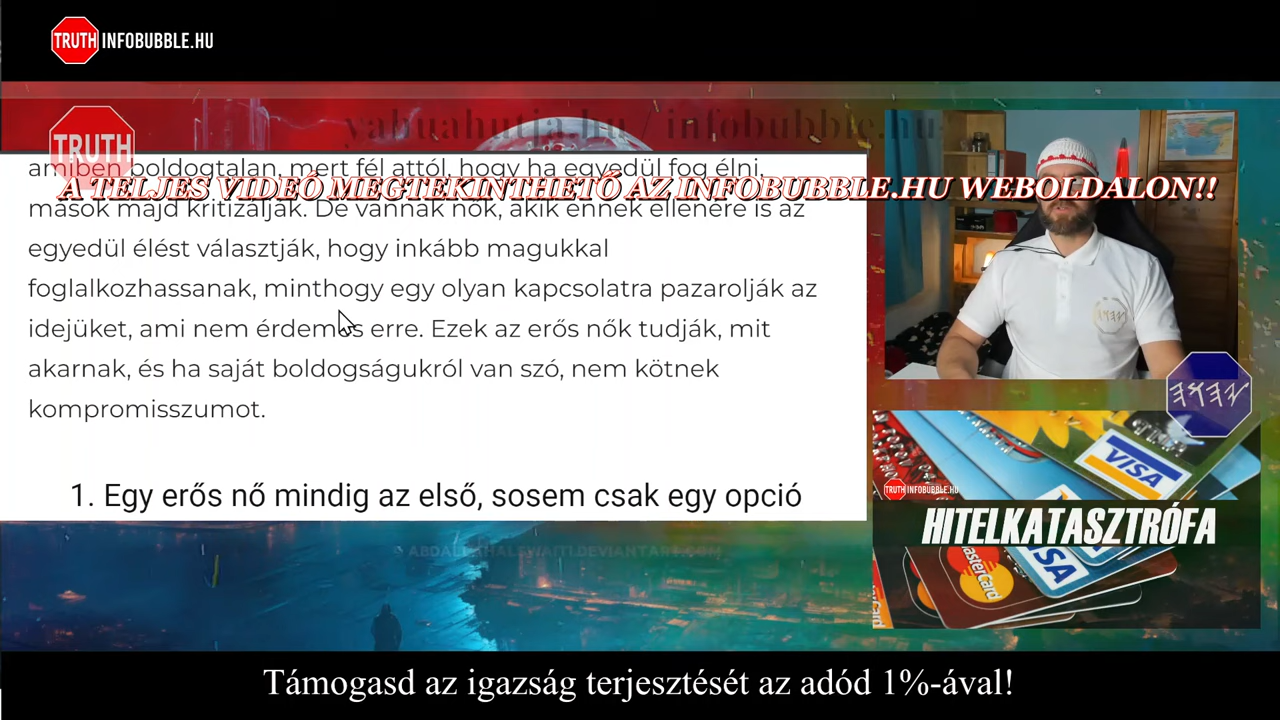 TRUTH INFOBUBBLE.HU
yahuahutja.hu / infobubble.hu
TRUTH
amiben boldogtalan, mert fél attól, hogy ha egyedül fog élni,
A TELJES VIDEÓ MEGTEKINTHETŐ AZ INFOBUBBLE.HU WEBOLDALON!!
mások majd kritizálják. De vannak nők, akik ennek ellenére is az
egyedül élést választják, hogy inkább magukkal
foglalkozhassanak, minthogy egy olyan kapcsolatra pazarolják az
idejüket, ami nem érdemes erre. Ezek az erős nők tudják, mit
akarnak, és ha saját boldogságukról van szó, nem kötnek
kompromisszumot.
1. Egy erős nő mindig az első, sosem csak egy opció
VISA
TRUTH INFOBUBBLE.HU
HITELKATASZTRÓFA
VISA
MasterCard
Támogasd az igazság terjesztését az adód 1%-ával!